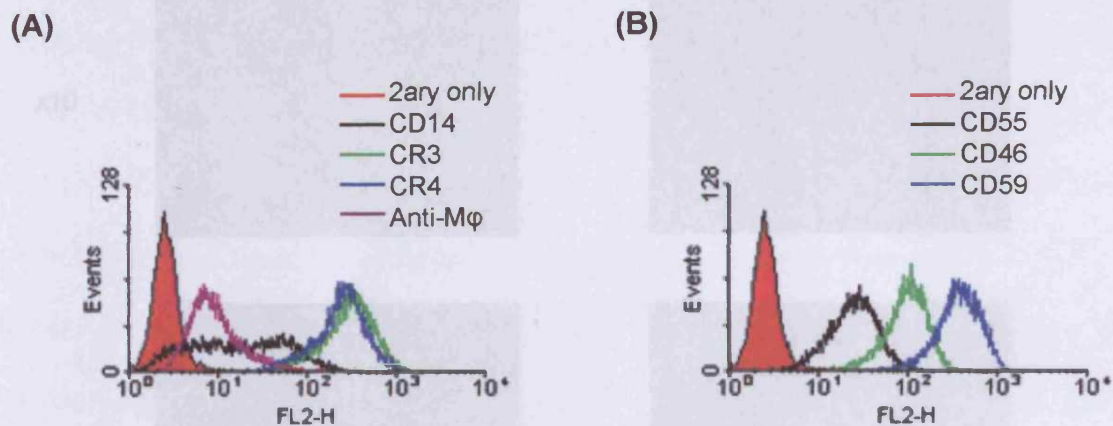 (A)
2ary only
CD14
CR3
CR4
Anti-Mφ
128
Events
0
10⁰ 10¹ 10² 10³ 10⁴
FL2-H
(B)
2ary only
CD55
CD46
CD59
128
Events
0
10⁰ 10¹ 10² 10³ 10⁴
FL2-H